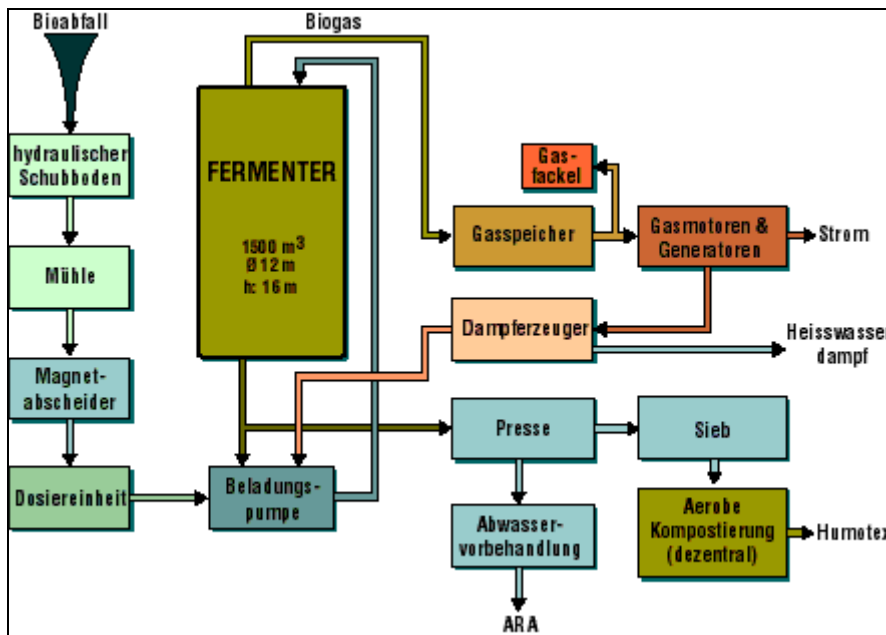 Bioabfall
Biogas
hydraulischer
Schubboden
Mühle
Magnet-
abscheider
Dosiereinheit
FERMENTER
1500 m³
Ø 12 m
h: 16 m
Beladungs-
pumpe
Gas-
fackel
Gasspeicher
Gasmotoren &
Generatoren
Strom
Dampferzeuger
Heisswasser
dampf
Presse
Sieb
Abwasser-
vorbehandlung
Aerobe
Kompostierung
(dezentral)
Humotex
ARA